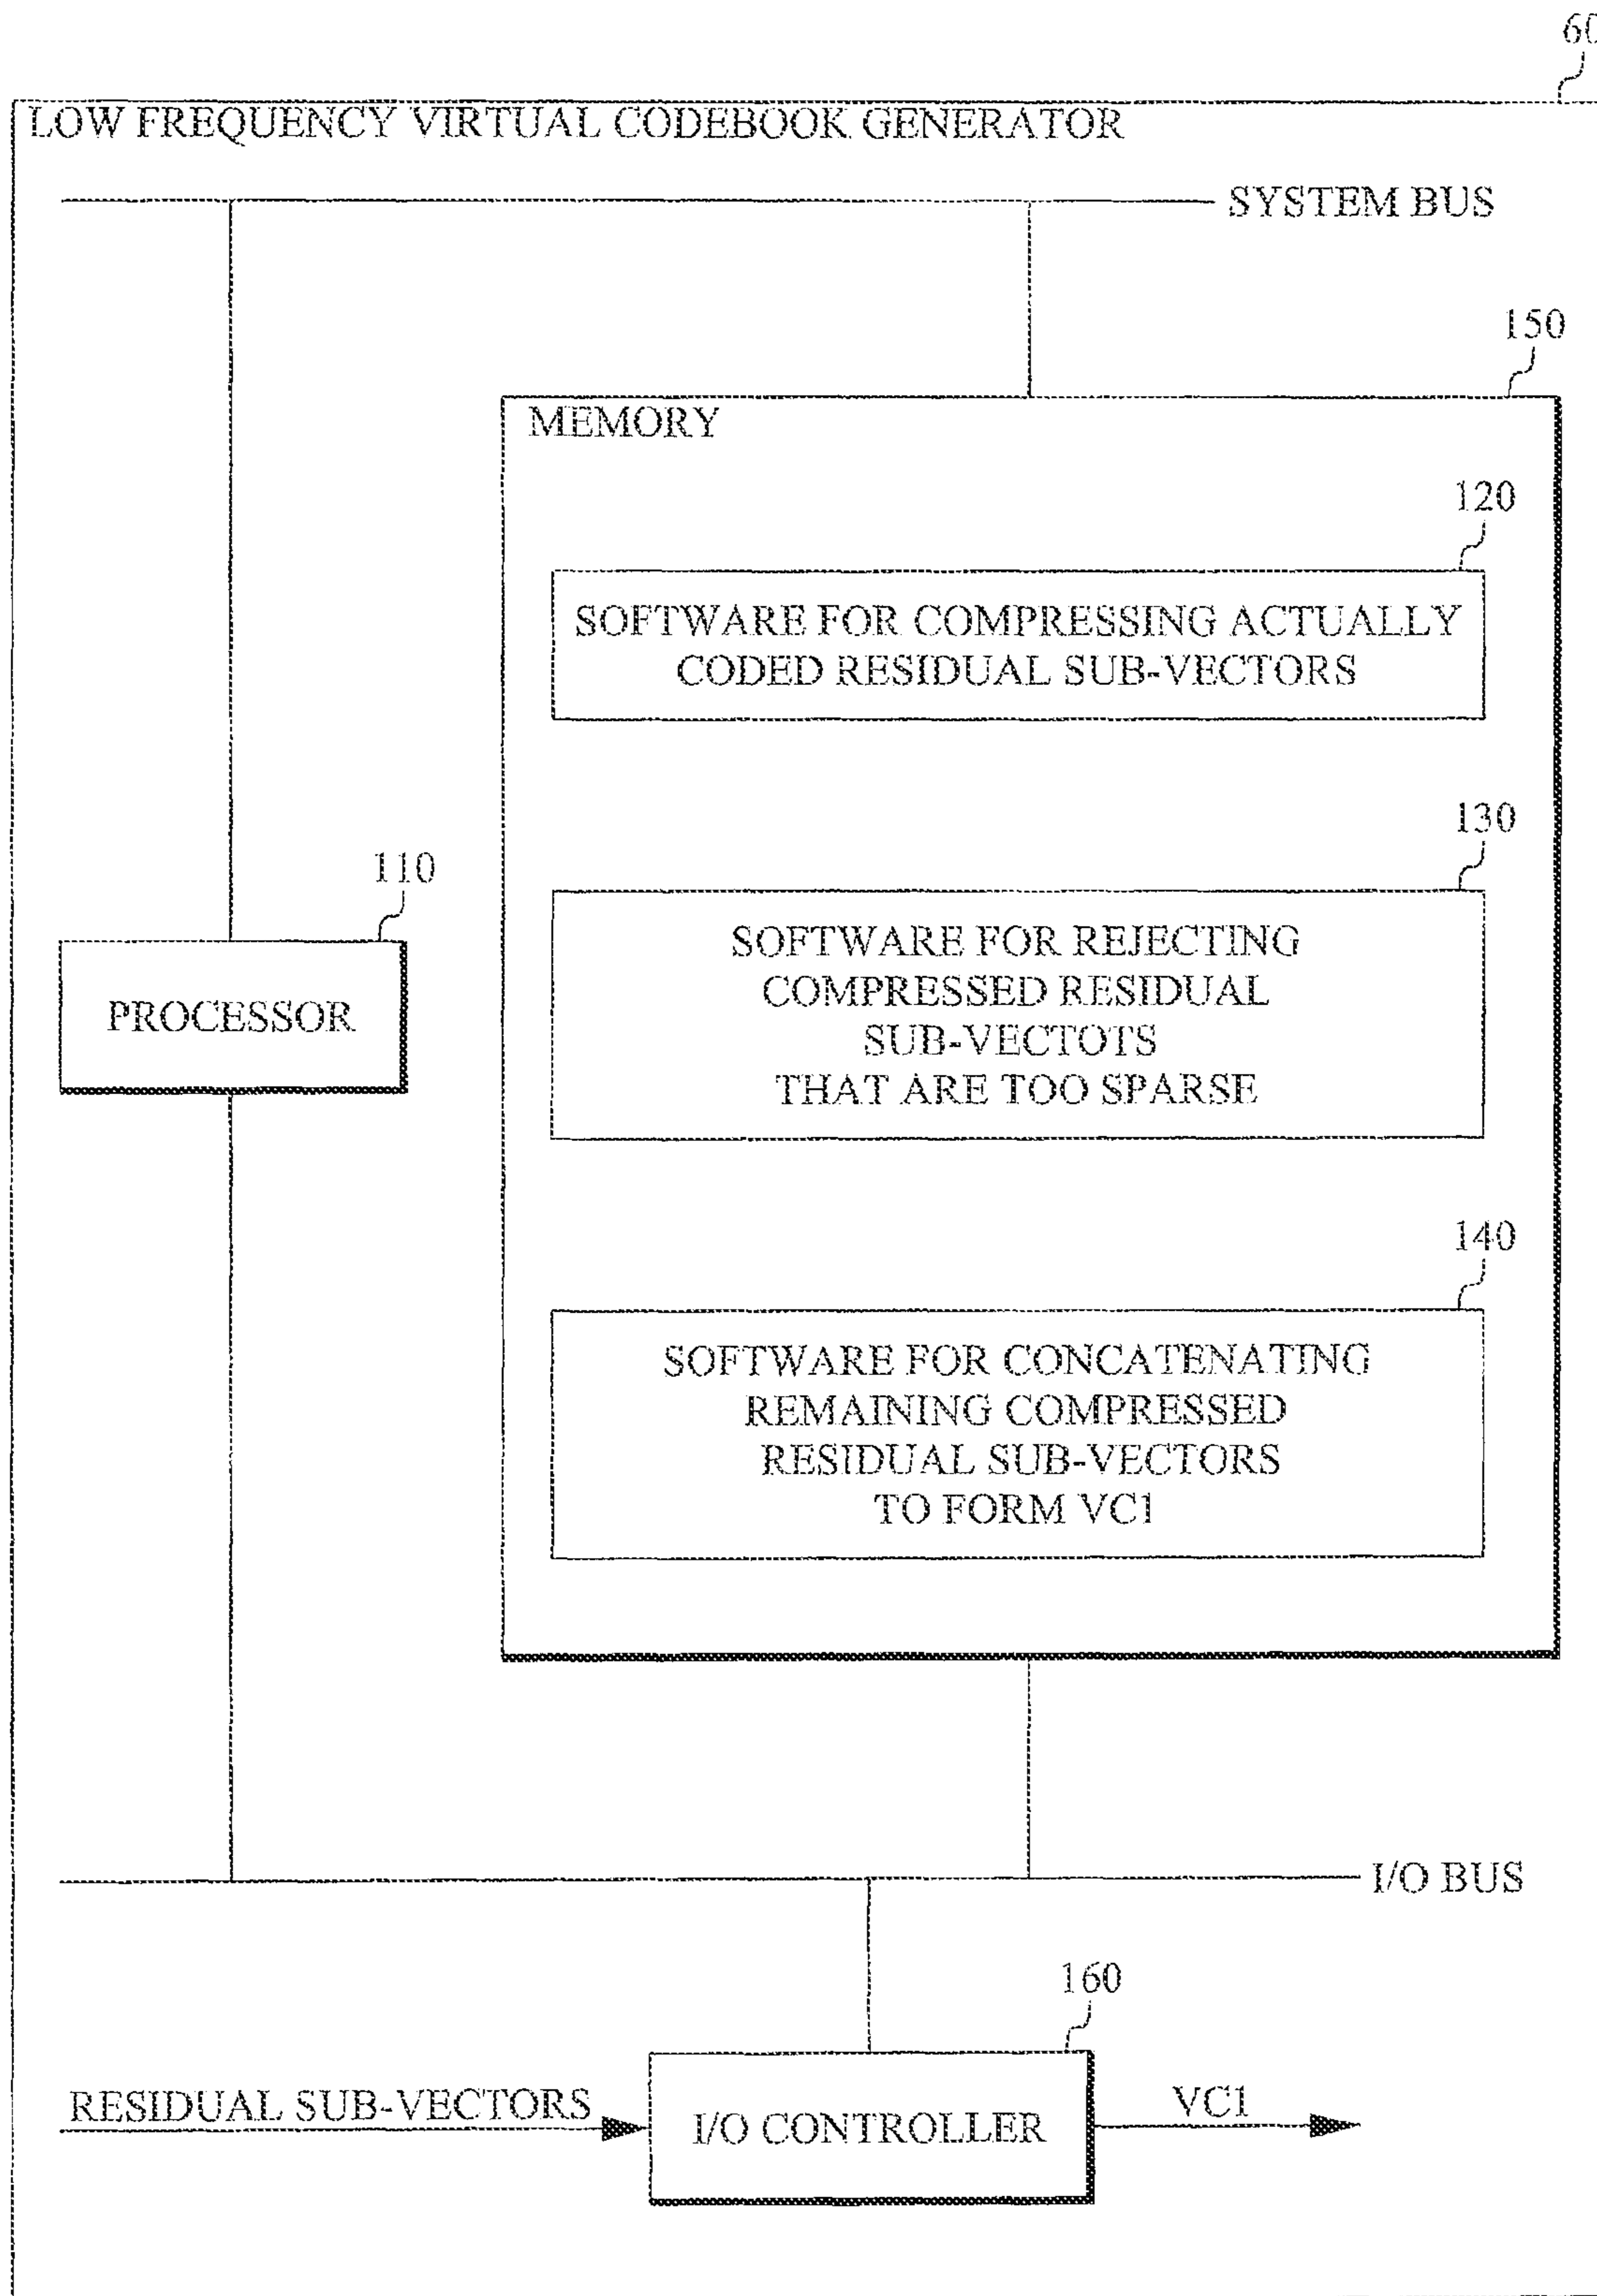 60
LOW FREQUENCY VIRTUAL CODEBOOK GENERATOR
SYSTEM BUS
150
MEMORY
120
SOFTWARE FOR COMPRESSING ACTUALLY
CODED RESIDUAL SUB-VECTORS
130
SOFTWARE FOR REJECTING
COMPRESSED RESIDUAL
SUB-VECTOTS
THAT ARE TOO SPARSE
110
PROCESSOR
140
SOFTWARE FOR CONCATENATING
REMAINING COMPRESSED
RESIDUAL SUB-VECTORS
TO FORM VC1
I/O BUS
160
RESIDUAL SUB-VECTORS
I/O CONTROLLER
VC1